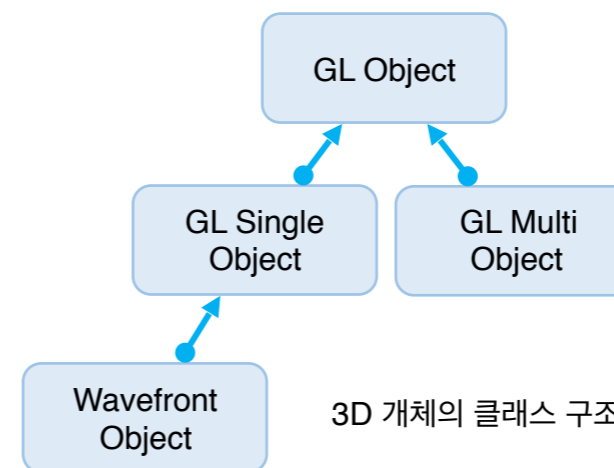 GL Object
GL Single
Object
GL Multi
Object
Wavefront
Object
3D 개체의 클래스 구조